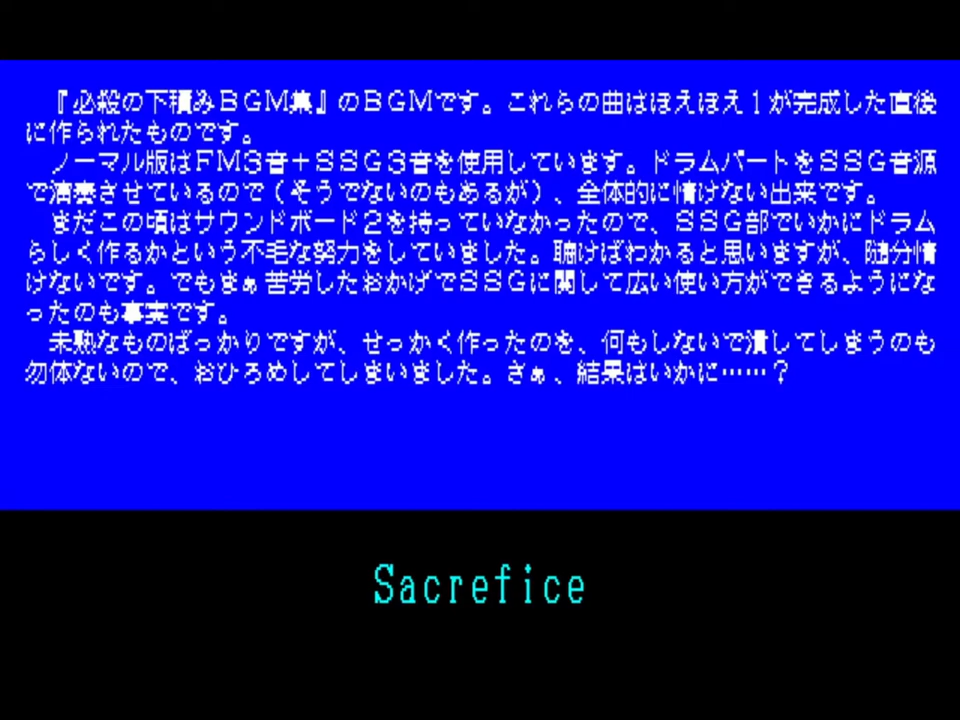 『必殺の下積みＢＧＭ集』のＢＧＭです。これらの曲はほえほえ１が完成した直後
に作られたものです。
ノーマル版はＦＭ３音＋ＳＳＧ３音を使用しています。ドラムパートをＳＳＧ音源
で演奏させているので（そうでないのもあるが）、全体的に情けない出来です。
まだこの頃はサウンドボード２を持っていなかったので、ＳＳＧ部でいかにドラム
らしく作るかという不毛な努力をしていました。聴けばわかると思いますが、随分情
けないです。でもまぁ苦労したおかげでＳＳＧに関して広い使い方ができるようにな
ったのも事実です。
未熟なものばっかりですが、せっかく作ったのを、何もしないで潰してしまうのも
勿体ないので、おひろめしてしまいました。さぁ、結果はいかに……？
Sacrefice